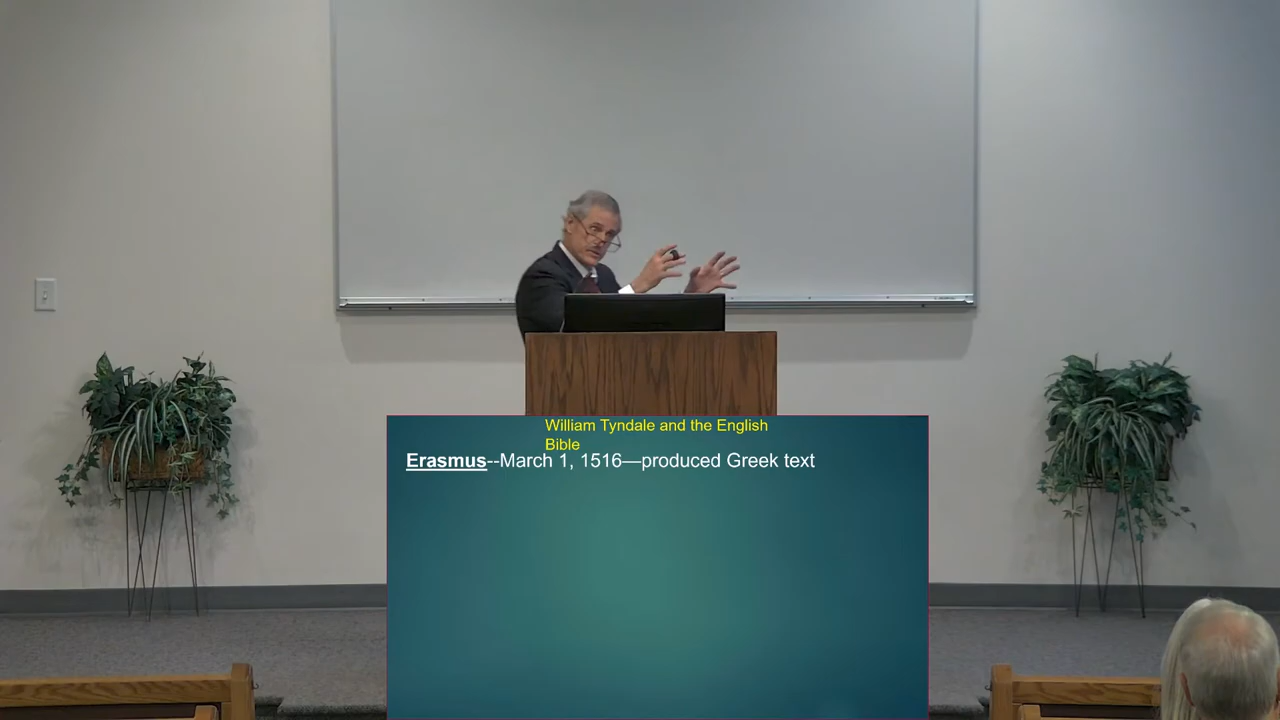 William Tyndale and the English
Bible
Erasmus--March 1, 1516—produced Greek text